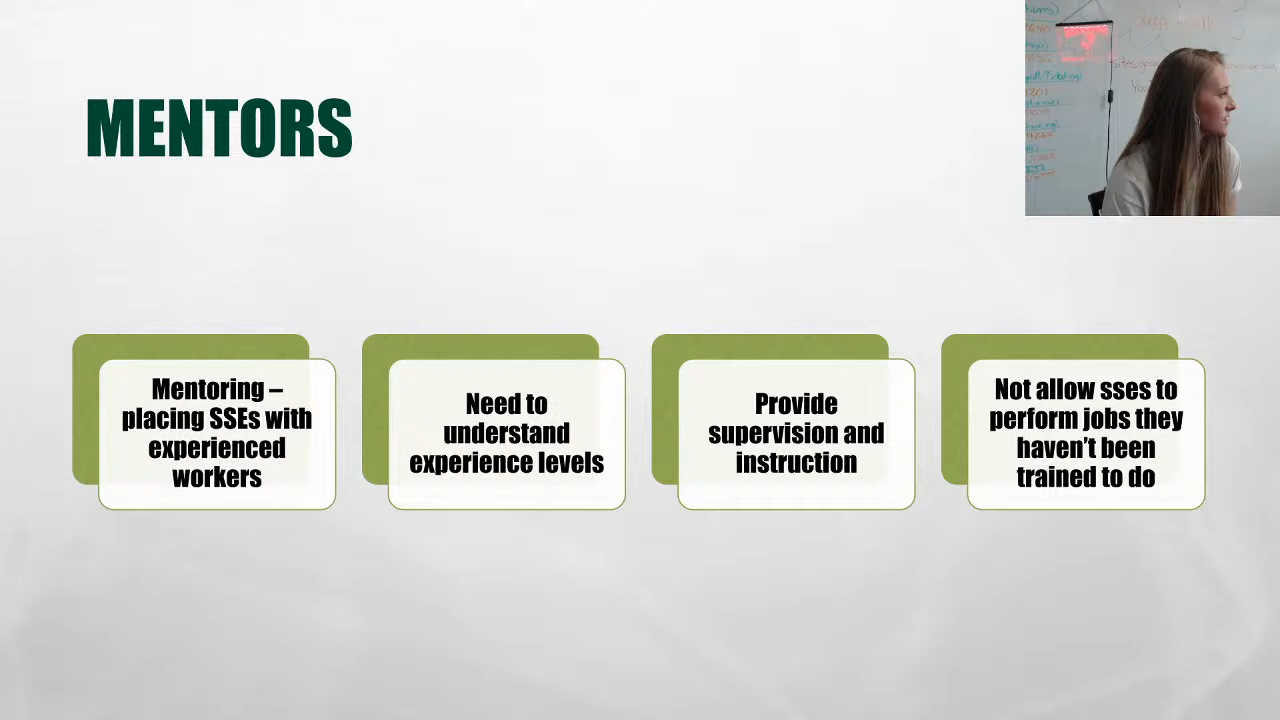 MENTORS
Mentoring –
placing SSEs with
experienced
workers
Need to
understand
experience levels
Provide
supervision and
instruction
Not allow sses to
perform jobs they
haven’t been
trained to do